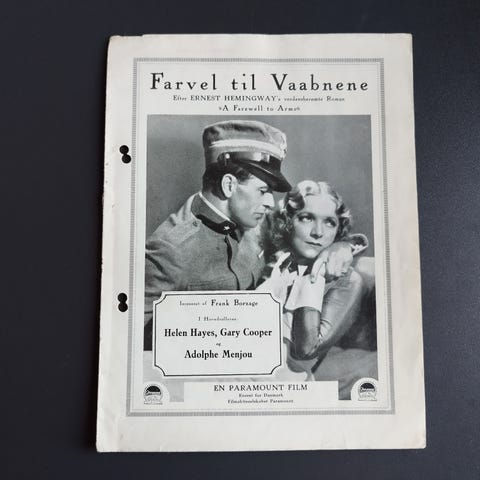 Farvel til Vaabnene
Efter ERNEST HEMINGWAY's verdensberømte Roman
»A Farewell to Arms«
Iscenesat af Frank Borzage
I Hovedrollerne:
Helen Hayes, Gary Cooper
og
Adolphe Menjou
EN PARAMOUNT FILM
Eneret for Danmark
Filmaktieselskabet Paramount